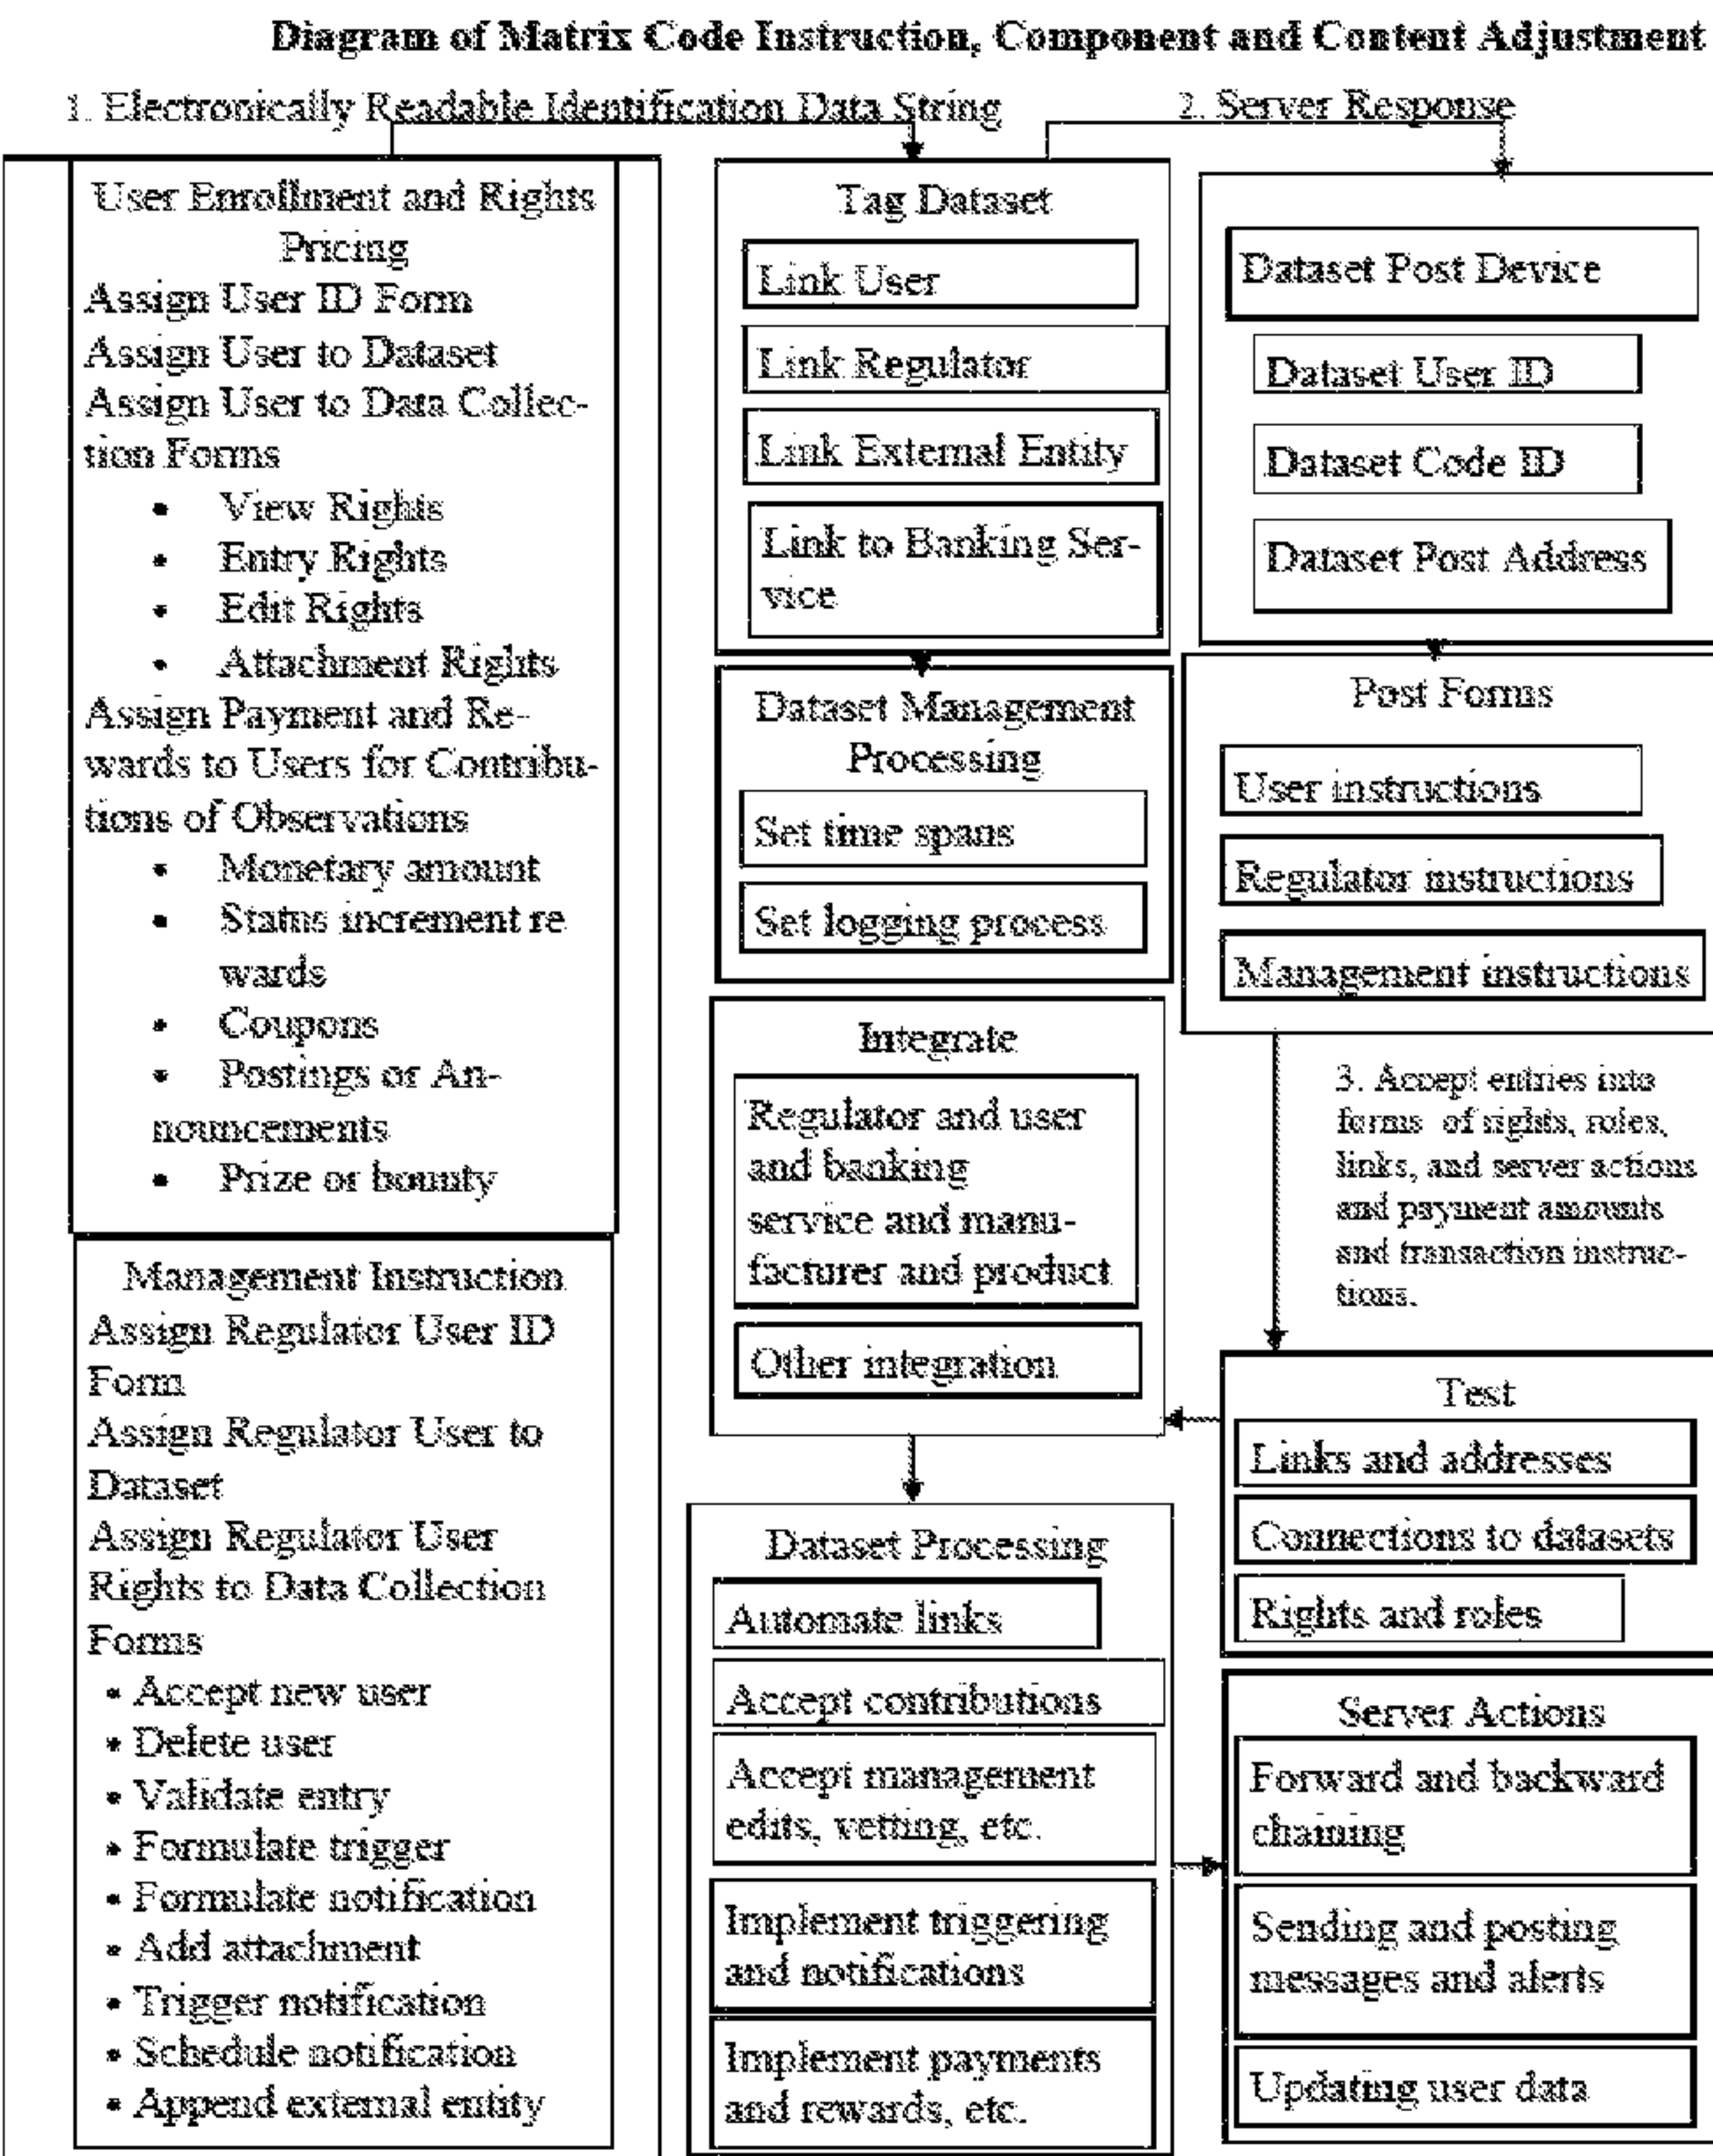 Diagram of Matrix Code Instruction, Component and Content Adjustment
1. Electronically Readable Identification Data String
2. Server Response
User Enrollment and Rights
Pricing
Assign User ID Form
Assign User to Dataset
Assign User to Data Collec-
tion Forms
• View Rights
• Entry Rights
• Edit Rights
• Attachment Rights
Assign Payment and Re-
wards to Users for Contribu-
tions of Observations
• Monetary amount
• Status increment re
wards
• Coupons
• Postings or An-
nouncements
• Prize or bounty
Management Instruction
Assign Regulator User ID
Form
Assign Regulator User to
Dataset
Assign Regulator User
Rights to Data Collection
Forms
• Accept new user
• Delete user
• Validate entry
• Formulate trigger
• Formulate notification
• Add attachment
• Trigger notification
• Schedule notification
• Append external entity
Tag Dataset
Link User
Link Regulator
Link External Entity
Link to Banking Ser-
vice
Dataset Management
Processing
Set time spans
Set logging process
Integrate
Regulator and user
and banking
service and manu-
facturer and product
Other integration
Dataset Processing
Automate links
Accept contributions
Accept management
edits, vetting, etc.
Implement triggering
and notifications
Implement payments
and rewards, etc.
Dataset Post Device
Dataset User ID
Dataset Code ID
Dataset Post Address
Post Forms
User instructions
Regulator instructions
Management instructions
3. Accept entries into
forms of rights, roles,
links, and server actions
and payment amounts
and transaction instruc-
tions.
Test
Links and addresses
Connections to datasets
Rights and roles
Server Actions
Forward and backward
chaining
Sending and posting
messages and alerts
Updating user data